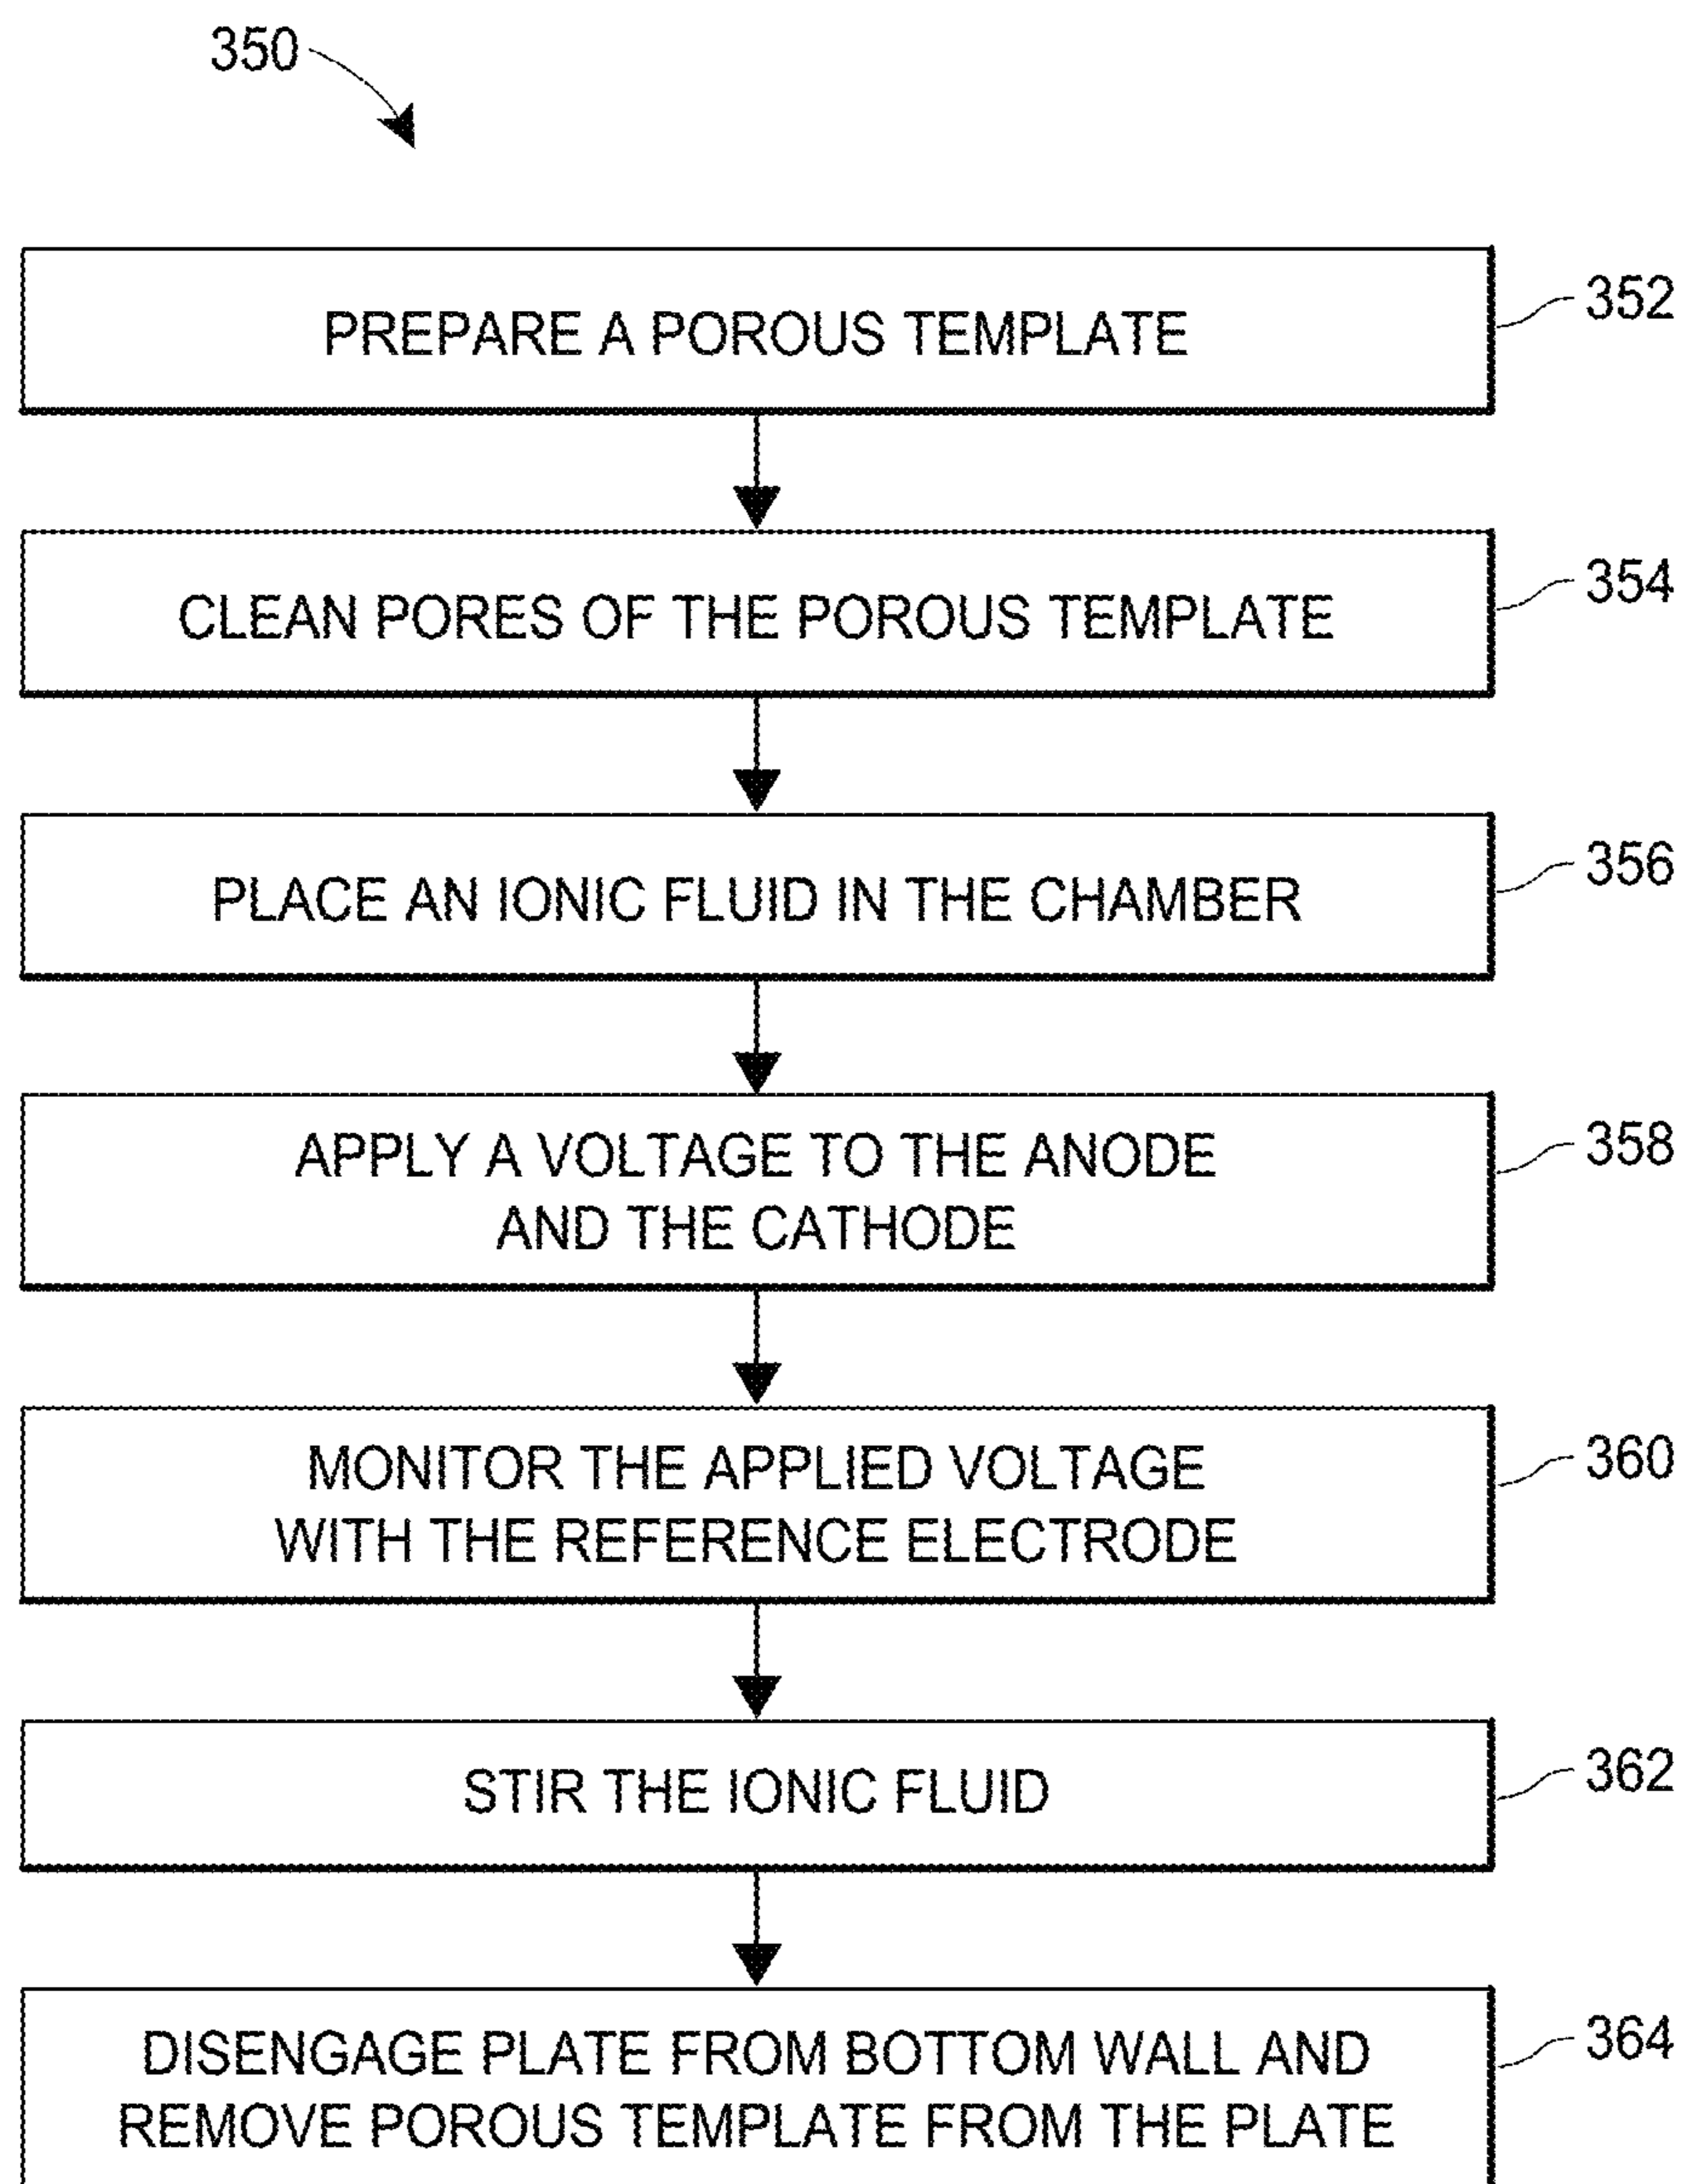 350
PREPARE A POROUS TEMPLATE
352
CLEAN PORES OF THE POROUS TEMPLATE
354
PLACE AN IONIC FLUID IN THE CHAMBER
356
APPLY A VOLTAGE TO THE ANODE
AND THE CATHODE
358
MONITOR THE APPLIED VOLTAGE
WITH THE REFERENCE ELECTRODE
360
STIR THE IONIC FLUID
362
DISENGAGE PLATE FROM BOTTOM WALL AND
REMOVE POROUS TEMPLATE FROM THE PLATE
364